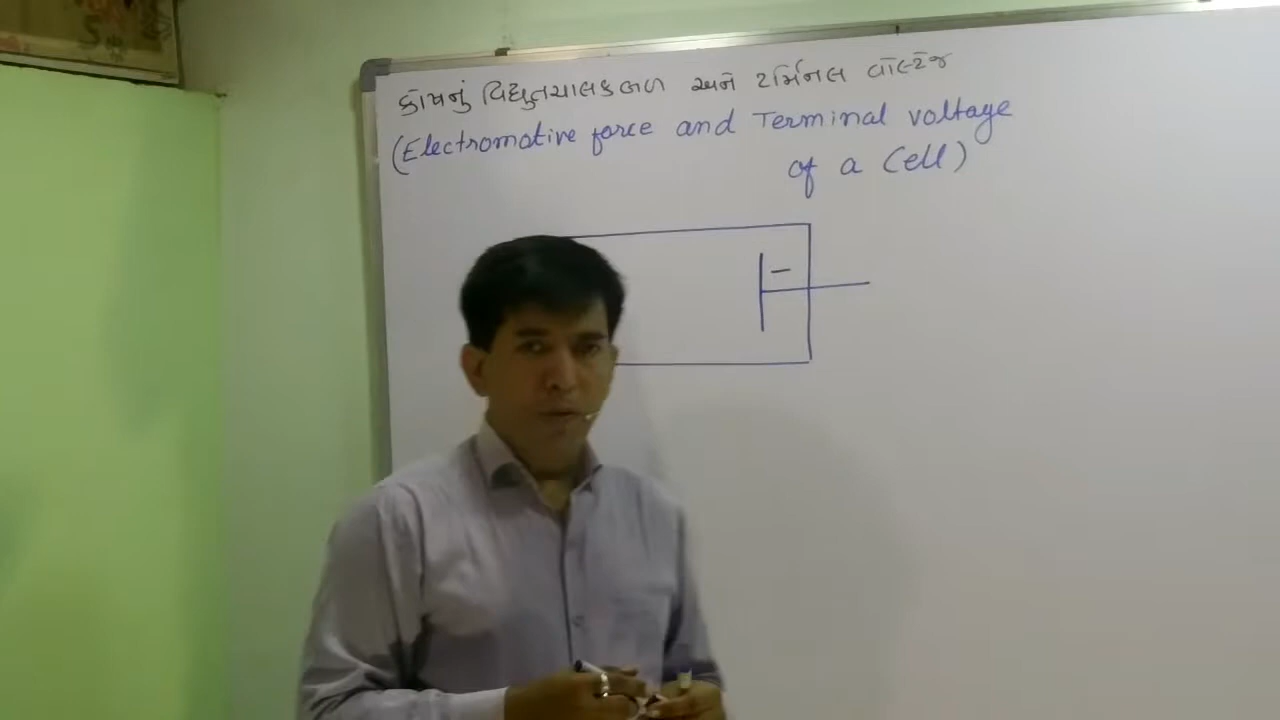 કોષનું વિદ્યુતચાલકબળ અને ટર્મિનલ વોલ્ટેજ
(Electromotive force and Terminal voltage
of a Cell)
−